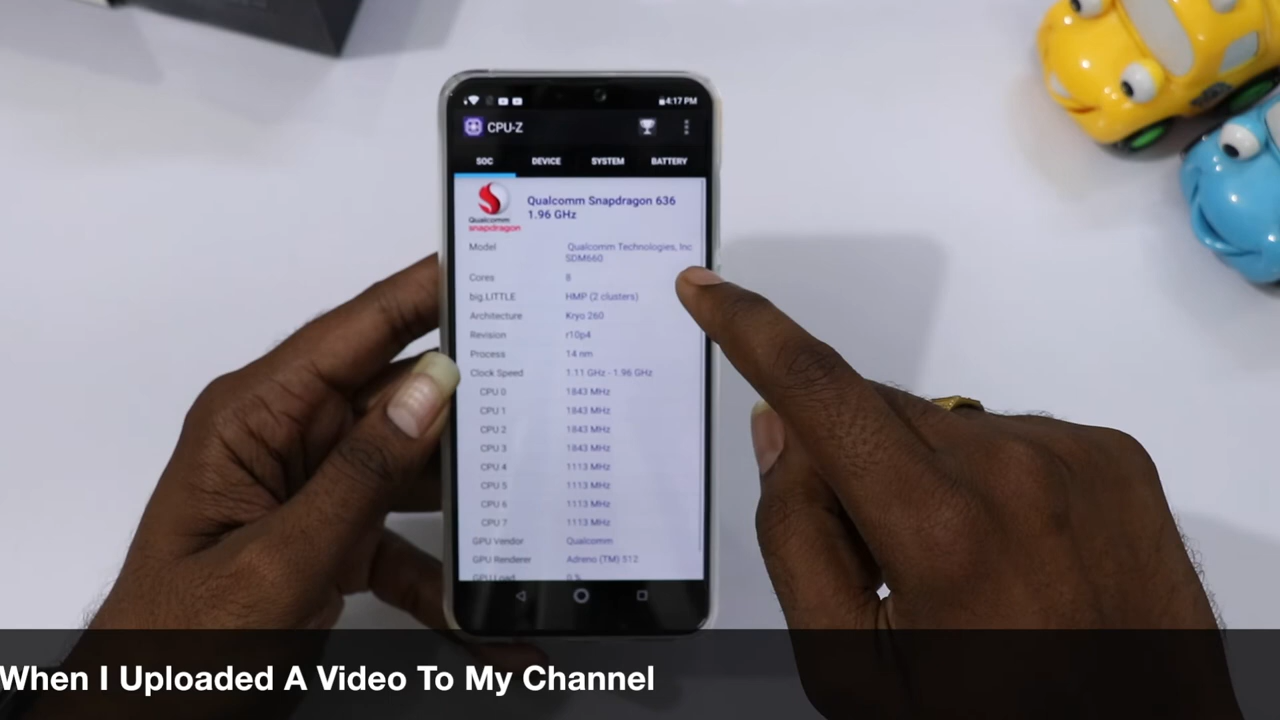 4:17 PM
CPU-Z
SOC DEVICE SYSTEM BATTERY
Qualcomm Snapdragon 636
1.96 GHz
Qualcomm
snapdragon
Model Qualcomm Technologies, Inc
SDM660
Cores 8
big.LITTLE HMP (2 clusters)
Architecture Kryo 260
Revision r10p4
Process 14 nm
Clock Speed 1.11 GHz - 1.96 GHz
CPU 0 1843 MHz
CPU 1 1843 MHz
CPU 2 1843 MHz
CPU 3 1843 MHz
CPU 4 1113 MHz
CPU 5 1113 MHz
CPU 6 1113 MHz
CPU 7 1113 MHz
GPU Vendor Qualcomm
GPU Renderer Adreno (TM) 512
GPU Load 0 %
When I Uploaded A Video To My Channel